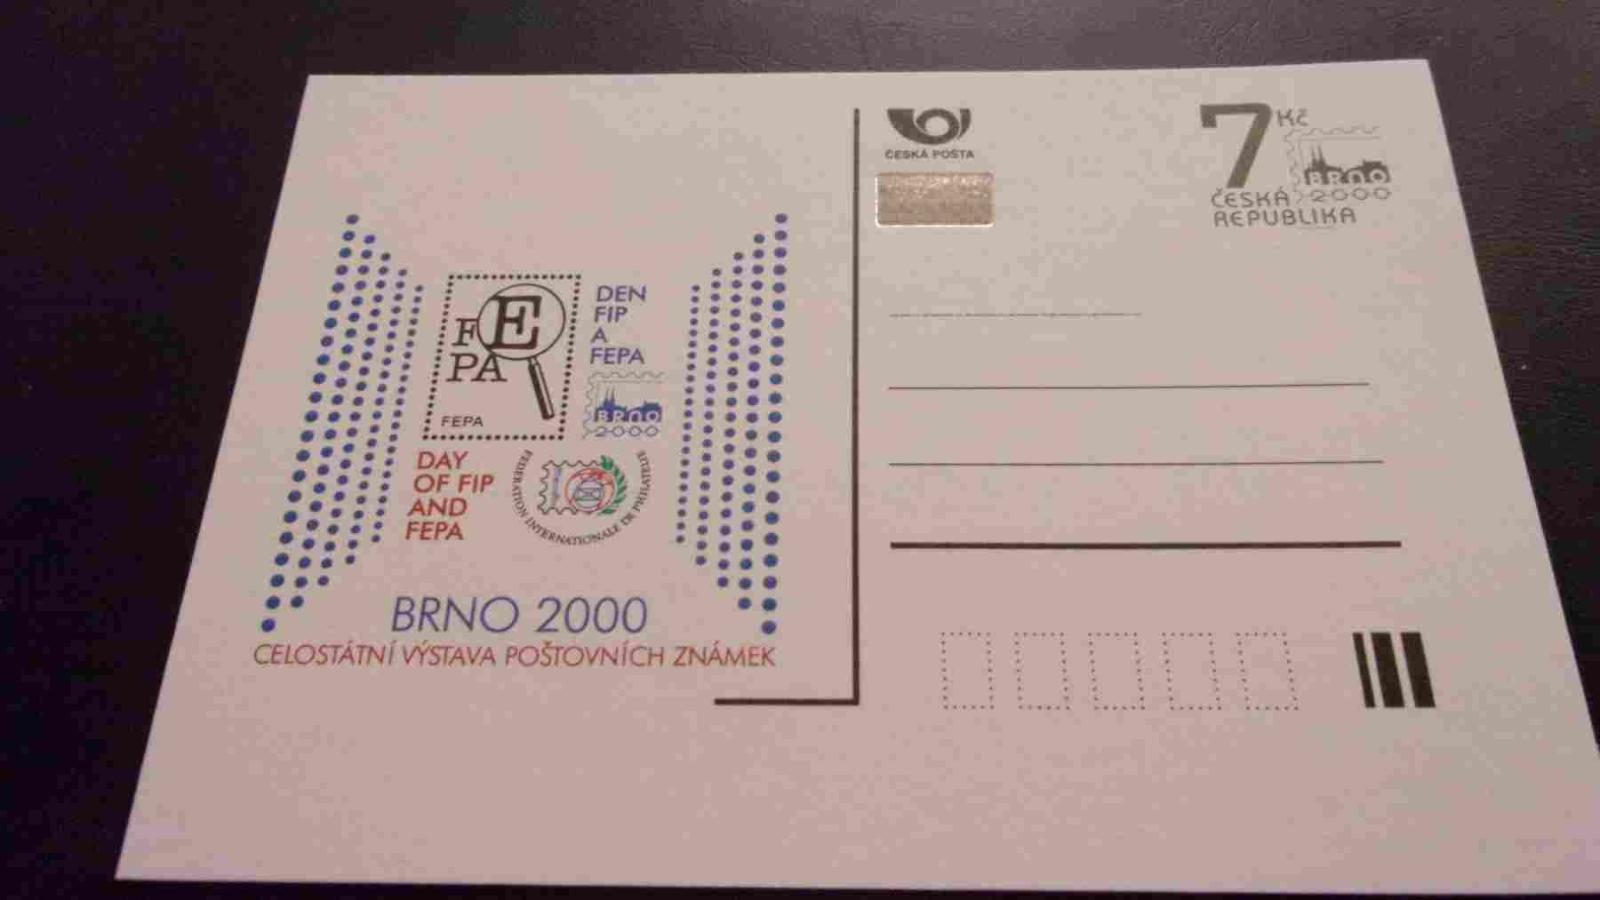 F E
PA
FEPA
DEN
FIP
A
FEPA
BRNO
2000
DAY
OF FIP
AND
FEPA
FEDERATION INTERNATIONALE DE PHILATELIE
BRNO 2000
CELOSTÁTNÍ VÝSTAVA POŠTOVNÍCH ZNÁMEK
ČESKÁ POŠTA
7 Kč
BRNO
2000
ČESKÁ
REPUBLIKA